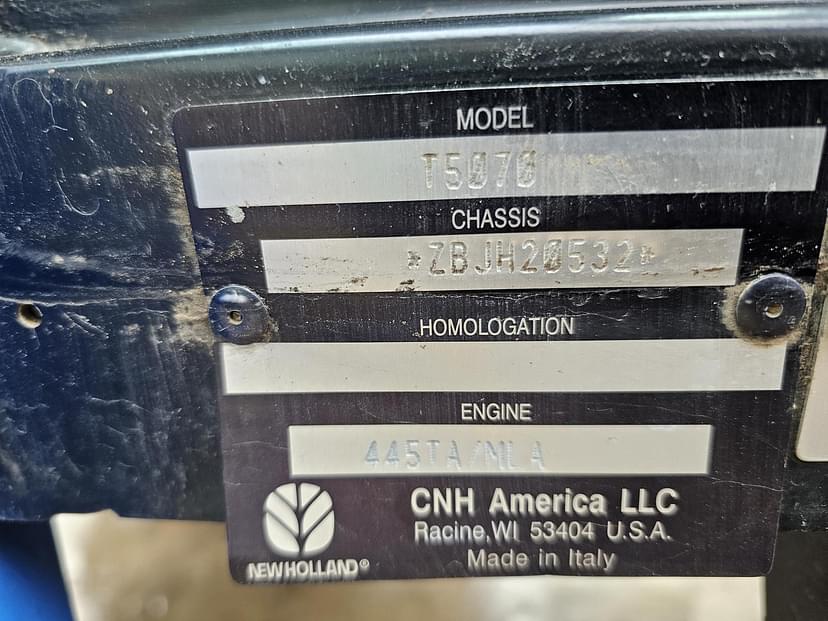 MODEL
T5070
CHASSIS
*ZBJH20532*
HOMOLOGATION
ENGINE
445TA/MLA
CNH America LLC
Racine,WI 53404 U.S.A.
Made in Italy
NEW HOLLAND®